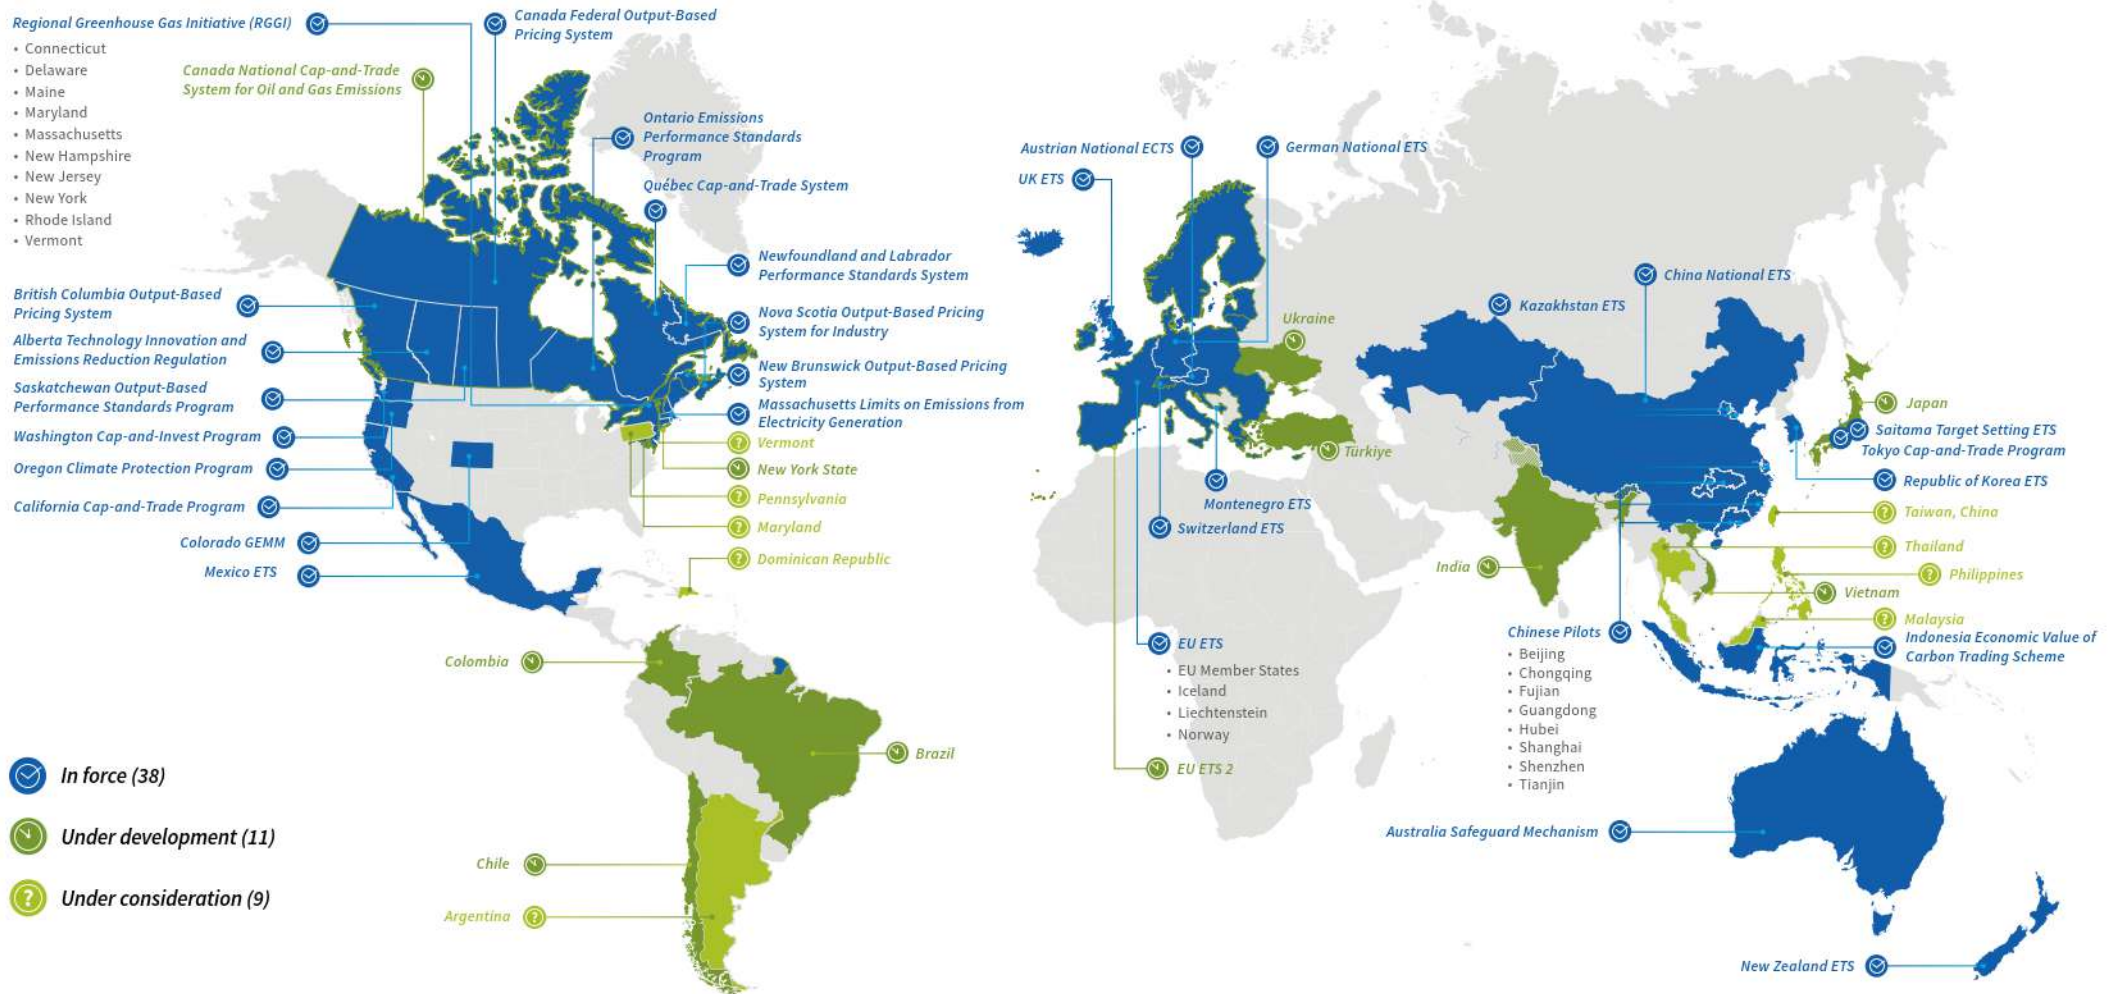 Regional Greenhouse Gas Initiative (RGGI)
• Connecticut
• Delaware
• Maine
• Maryland
• Massachusetts
• New Hampshire
• New Jersey
• New York
• Rhode Island
• Vermont
Canada Federal Output-Based
Pricing System
Canada National Cap-and-Trade
System for Oil and Gas Emissions
Ontario Emissions
Performance Standards
Program
Québec Cap-and-Trade System
Newfoundland and Labrador
Performance Standards System
Nova Scotia Output-Based Pricing
System for Industry
New Brunswick Output-Based Pricing
System
Massachusetts Limits on Emissions from
Electricity Generation
Vermont
New York State
Pennsylvania
Maryland
Dominican Republic
British Columbia Output-Based
Pricing System
Alberta Technology Innovation and
Emissions Reduction Regulation
Saskatchewan Output-Based
Performance Standards Program
Washington Cap-and-Invest Program
Oregon Climate Protection Program
California Cap-and-Trade Program
Colorado GEMM
Mexico ETS
Colombia
Brazil
Chile
Argentina
In force (38)
Under development (11)
Under consideration (9)
Austrian National ECTS
German National ETS
UK ETS
Ukraine
Türkiye
Montenegro ETS
Switzerland ETS
EU ETS
• EU Member States
• Iceland
• Liechtenstein
• Norway
EU ETS 2
China National ETS
Kazakhstan ETS
Japan
Saitama Target Setting ETS
Tokyo Cap-and-Trade Program
Republic of Korea ETS
Taiwan, China
Thailand
Philippines
Vietnam
Malaysia
Indonesia Economic Value of
Carbon Trading Scheme
India
Chinese Pilots
• Beijing
• Chongqing
• Fujian
• Guangdong
• Hubei
• Shanghai
• Shenzhen
• Tianjin
Australia Safeguard Mechanism
New Zealand ETS